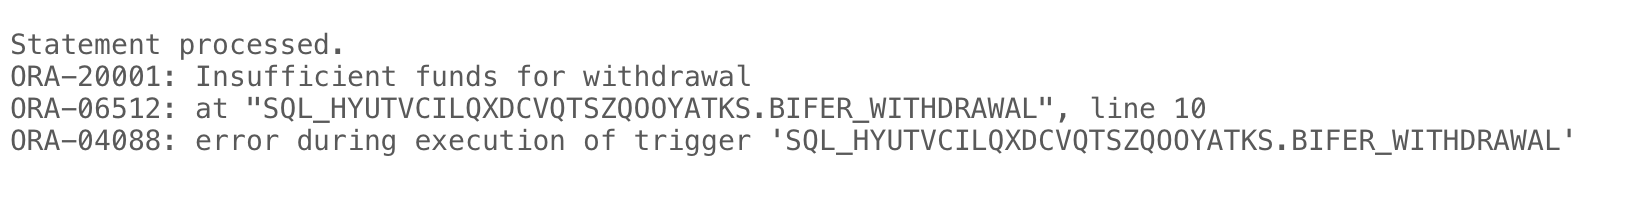 Statement processed.
ORA-20001: Insufficient funds for withdrawal
ORA-06512: at "SQL_HYUTVCILQXDCVQTSZQOOYATKS.BIFER_WITHDRAWAL", line 10
ORA-04088: error during execution of trigger 'SQL_HYUTVCILQXDCVQTSZQOOYATKS.BIFER_WITHDRAWAL'